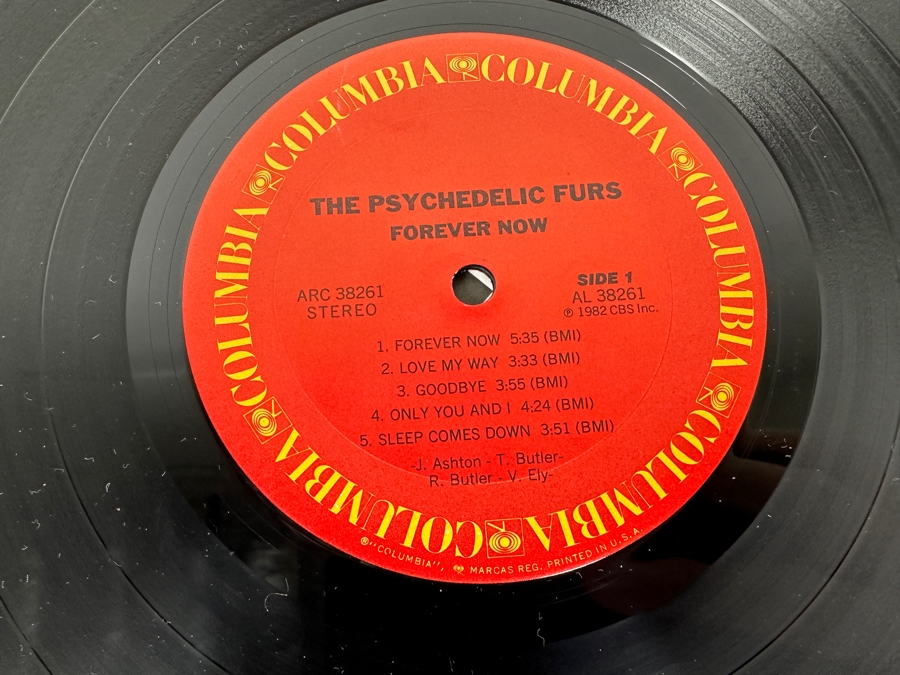 COLUMBIA COLUMBIA COLUMBIA COLUMBIA COLUMBIA COLUMBIA
THE PSYCHEDELIC FURS
FOREVER NOW
ARC 38261
STEREO
SIDE 1
AL 38261
℗ 1982 CBS Inc.
1. FOREVER NOW 5:35 (BMI)
2. LOVE MY WAY 3:33 (BMI)
3. GOODBYE 3:55 (BMI)
4. ONLY YOU AND I 4:24 (BMI)
5. SLEEP COMES DOWN 3:51 (BMI)
-J. Ashton - T. Butler-
R. Butler - V. Ely-
®"COLUMBIA", MARCAS REG. PRINTED IN U.S.A.